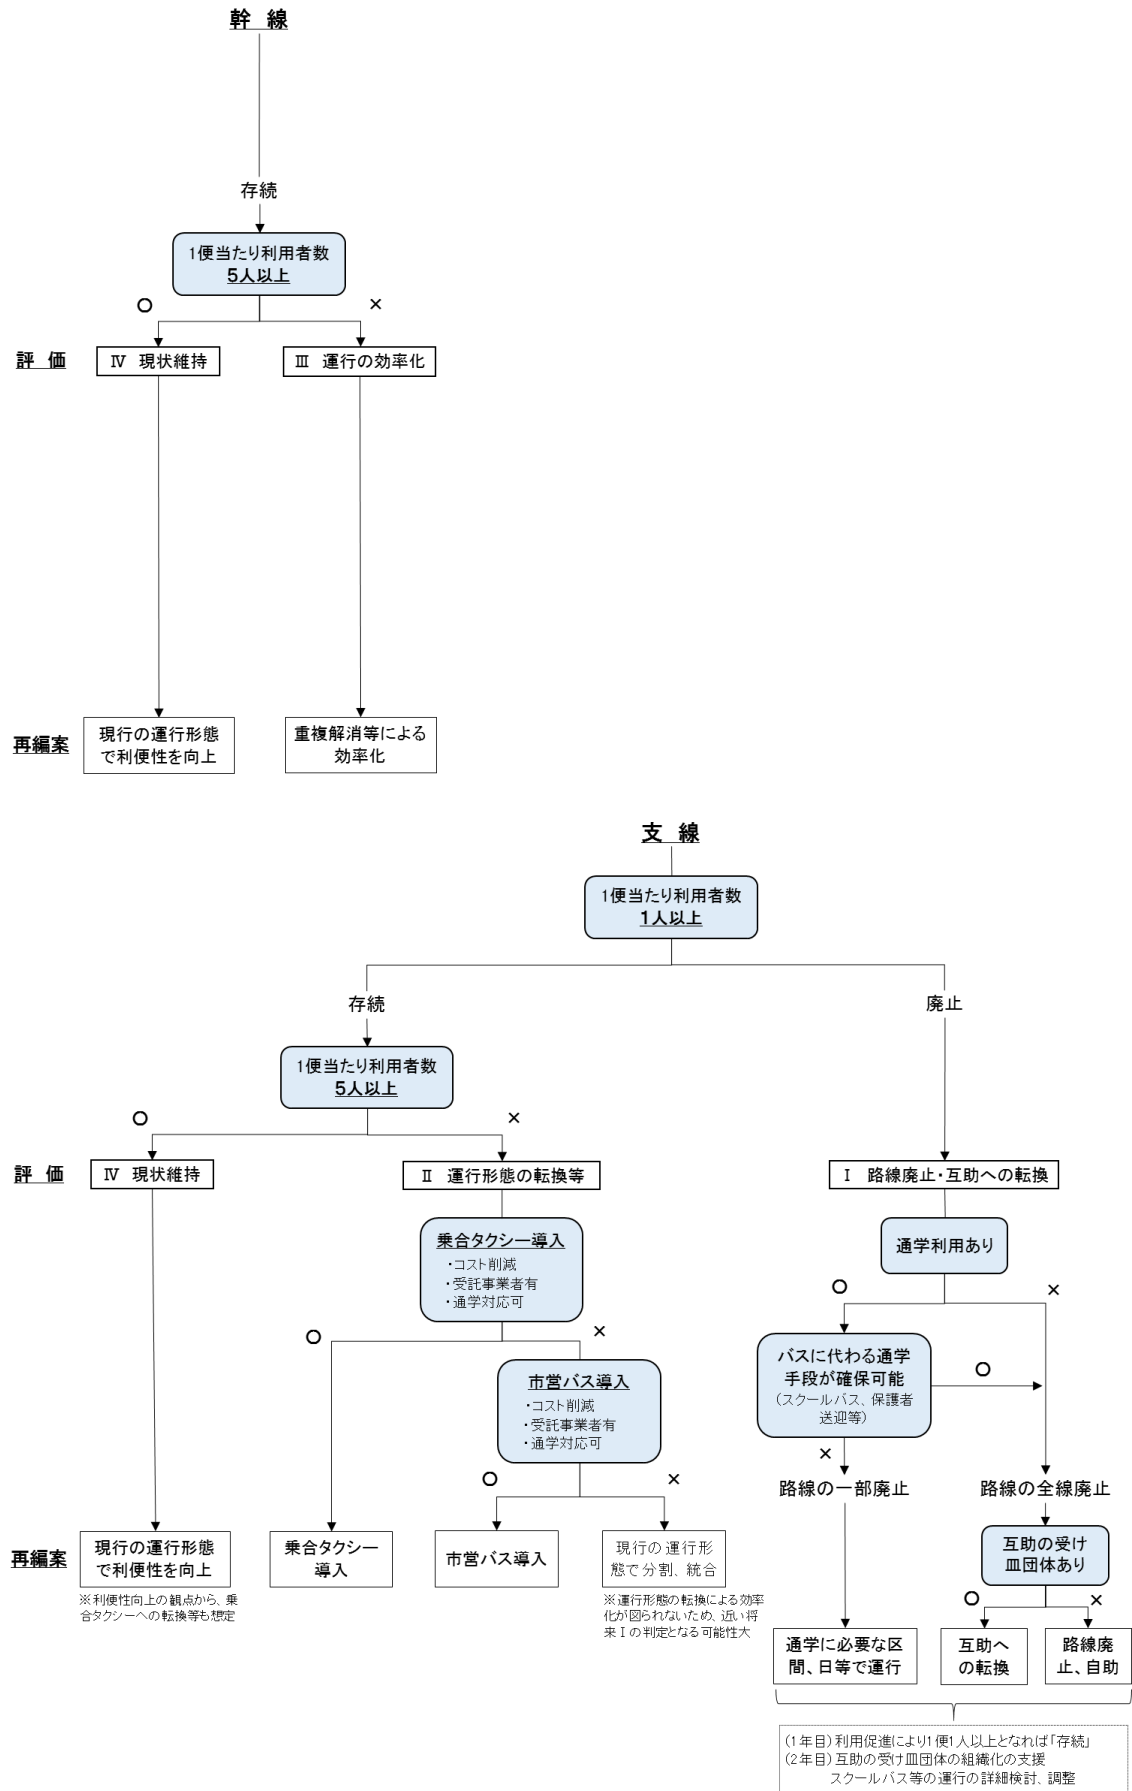 幹 線
存続
1便当たり利用者数
5人以上
○
×
評 価
Ⅳ 現状維持
Ⅲ 運行の効率化
再編案
現行の運行形態
で利便性を向上
重複解消等による
効率化
支 線
1便当たり利用者数
1人以上
存続
廃止
1便当たり利用者数
5人以上
○
×
評 価
Ⅳ 現状維持
Ⅱ 運行形態の転換等
Ⅰ 路線廃止・互助への転換
乗合タクシー導入
・コスト削減
・受託事業者有
・通学対応可
○
×
市営バス導入
・コスト削減
・受託事業者有
・通学対応可
○
×
通学利用あり
○
×
バスに代わる通学
手段が確保可能
(スクールバス、保護者
送迎等)
○
×
路線の一部廃止
路線の全線廃止
互助の受け
皿団体あり
○
×
再編案
現行の運行形態
で利便性を向上
※利便性向上の観点から、乗
合タクシーへの転換等も想定
乗合タクシー
導入
市営バス導入
現行の運行形
態で分割、統合
※運行形態の転換による効率
化が図られないため、近い将
来Ⅰの判定となる可能性大
通学に必要な区
間、日等で運行
互助へ
の転換
路線廃
止、自助
(1年目)利用促進により1便1人以上となれば「存続」
(2年目)互助の受け皿団体の組織化の支援
スクールバス等の運行の詳細検討、調整